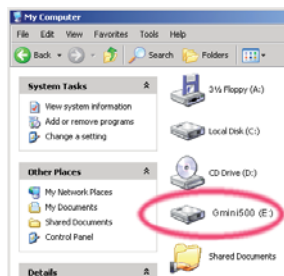 My Computer
File Edit View Favorites Tools Help
Back Search Folders
System Tasks
View system information
Add or remove programs
Change a setting
Other Places
My Network Places
My Documents
Shared Documents
Control Panel
Details
3½ Floppy (A:)
Local Disk (C:)
CD Drive (D:)
Gmini500 (E:)
Shared Documents